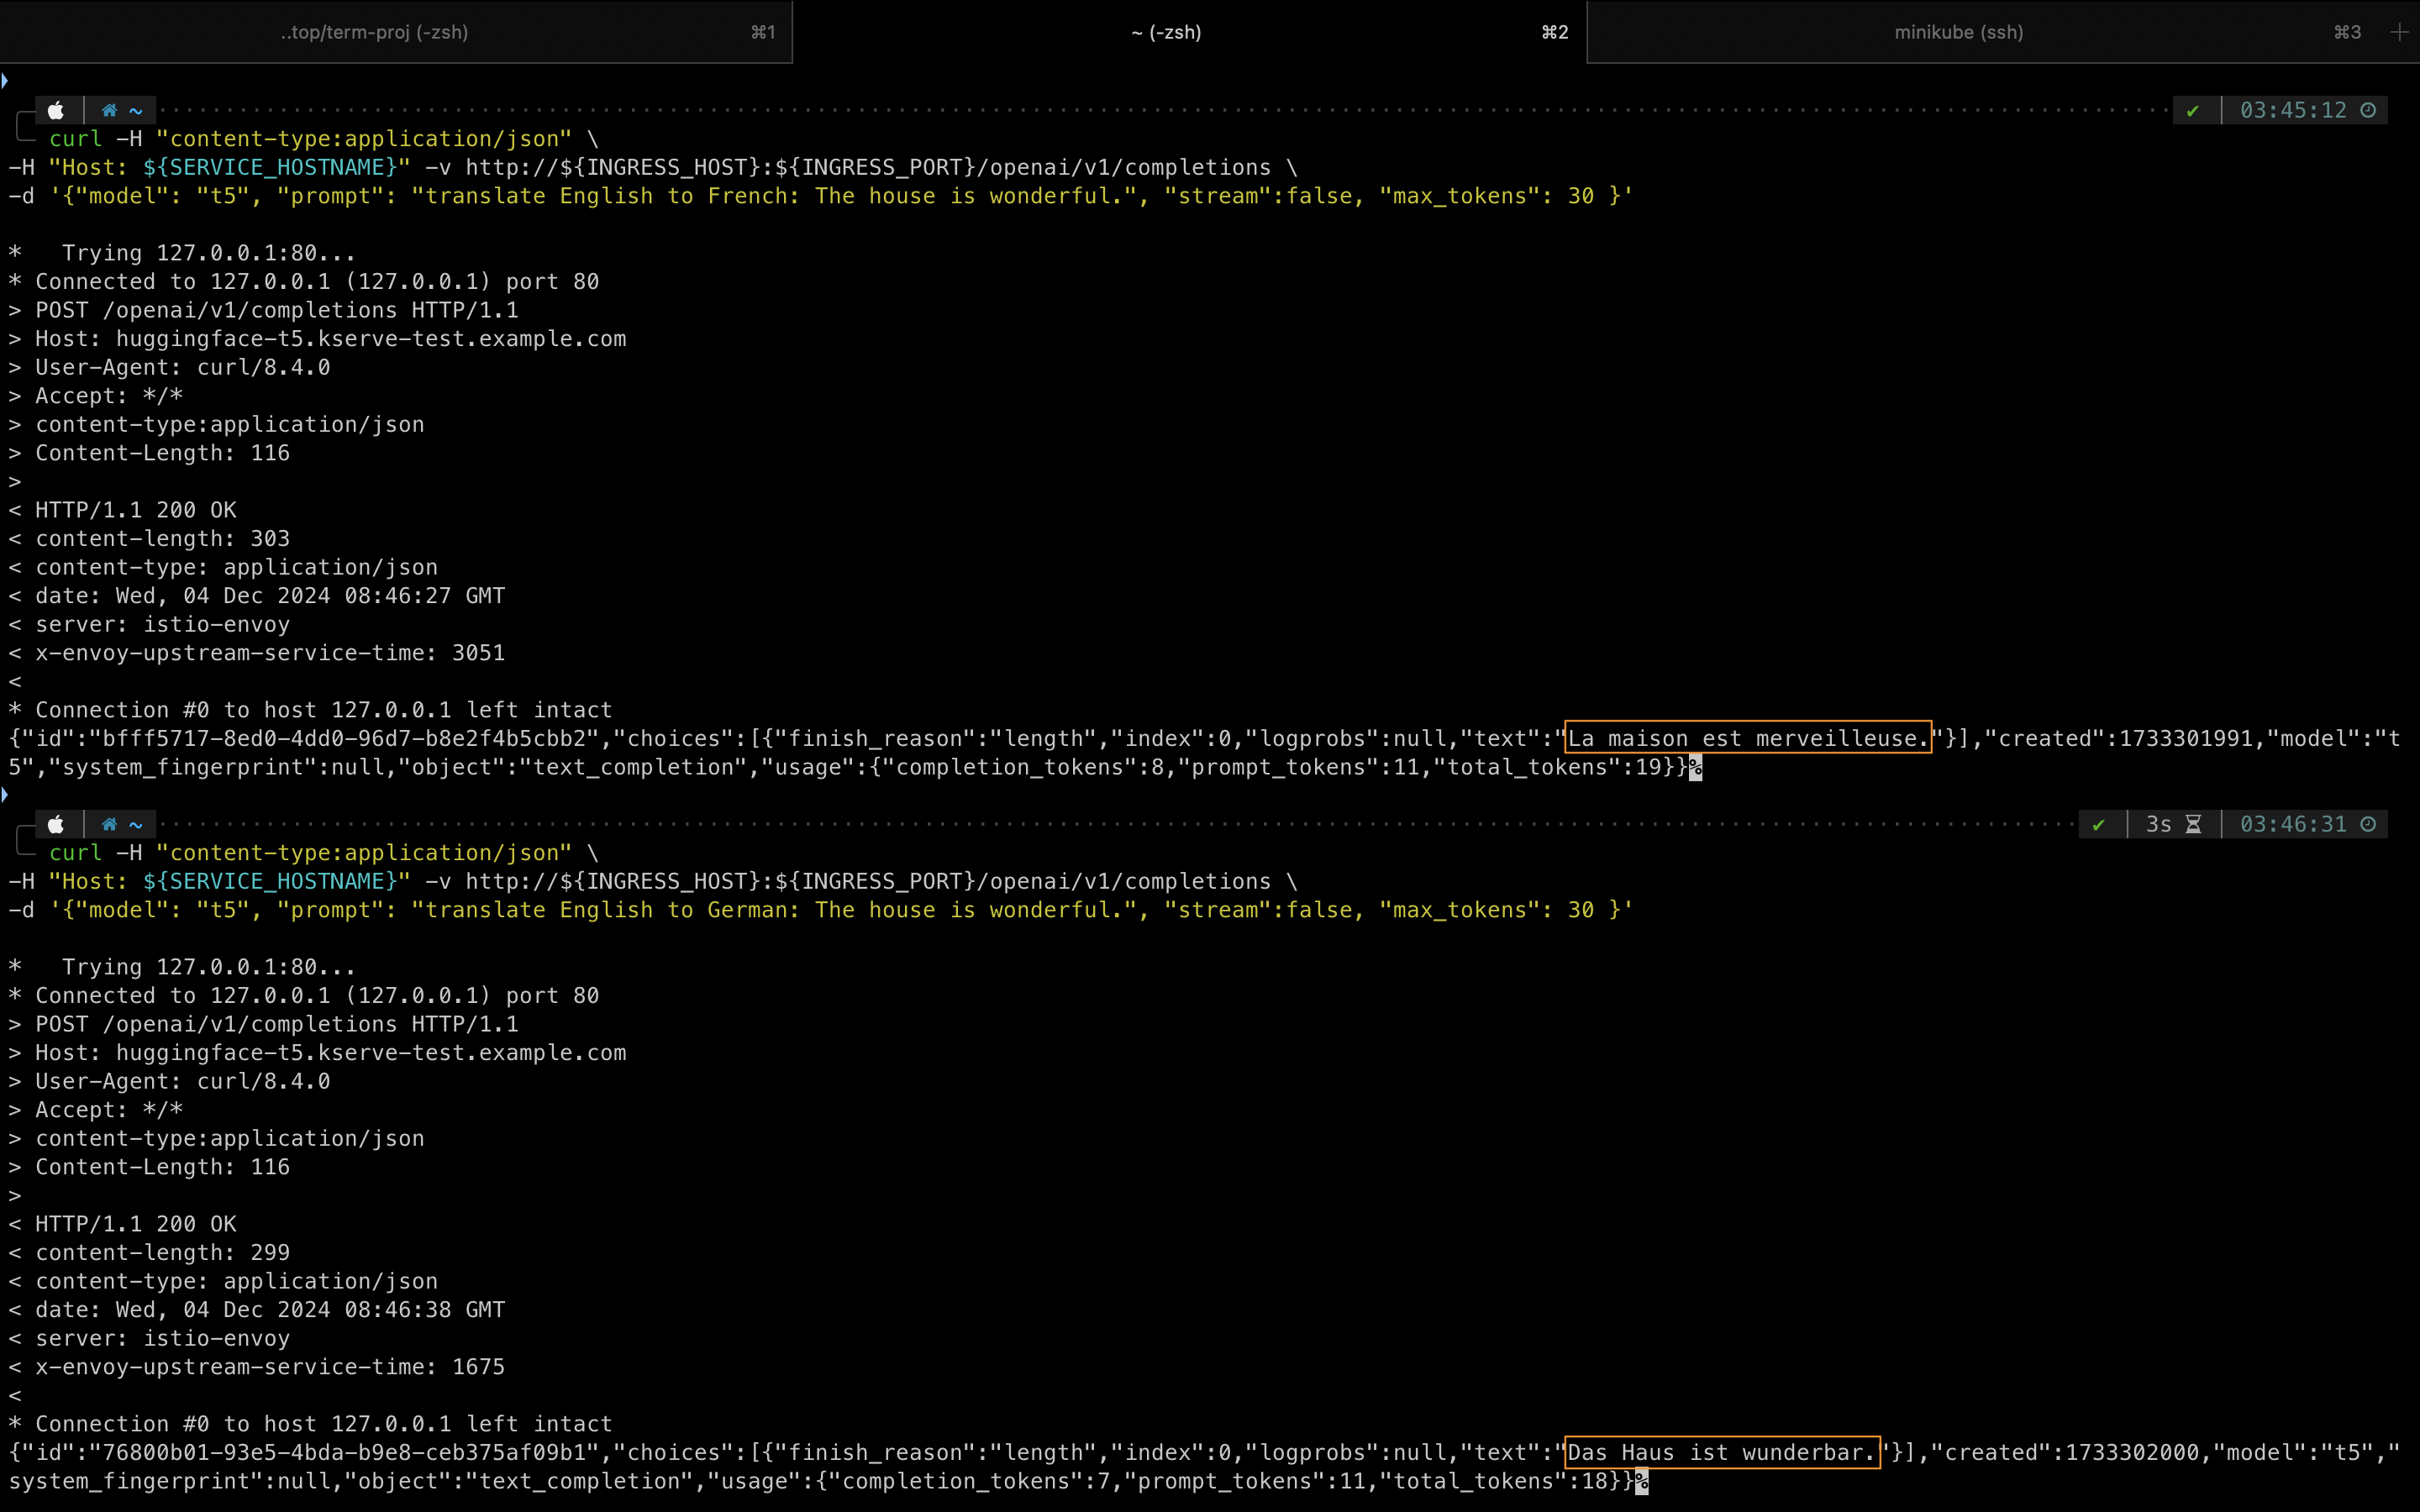 ..top/term-proj (-zsh) ⌘1 ~ (-zsh) ⌘2 minikube (ssh) ⌘3 +
~ ✔ 03:45:12
curl -H "content-type:application/json" \
-H "Host: ${SERVICE_HOSTNAME}" -v http://${INGRESS_HOST}:${INGRESS_PORT}/openai/v1/completions \
-d '{"model": "t5", "prompt": "translate English to French: The house is wonderful.", "stream":false, "max_tokens": 30 }'
*   Trying 127.0.0.1:80...
* Connected to 127.0.0.1 (127.0.0.1) port 80
> POST /openai/v1/completions HTTP/1.1
> Host: huggingface-t5.kserve-test.example.com
> User-Agent: curl/8.4.0
> Accept: */*
> content-type:application/json
> Content-Length: 116
>
< HTTP/1.1 200 OK
< content-length: 303
< content-type: application/json
< date: Wed, 04 Dec 2024 08:46:27 GMT
< server: istio-envoy
< x-envoy-upstream-service-time: 3051
<
* Connection #0 to host 127.0.0.1 left intact
{"id":"bfff5717-8ed0-4dd0-96d7-b8e2f4b5cbb2","choices":[{"finish_reason":"length","index":0,"logprobs":null,"text":"La maison est merveilleuse."}],"created":1733301991,"model":"t
5","system_fingerprint":null,"object":"text_completion","usage":{"completion_tokens":8,"prompt_tokens":11,"total_tokens":19}}%
~ ✔ 3s 03:46:31
curl -H "content-type:application/json" \
-H "Host: ${SERVICE_HOSTNAME}" -v http://${INGRESS_HOST}:${INGRESS_PORT}/openai/v1/completions \
-d '{"model": "t5", "prompt": "translate English to German: The house is wonderful.", "stream":false, "max_tokens": 30 }'
*   Trying 127.0.0.1:80...
* Connected to 127.0.0.1 (127.0.0.1) port 80
> POST /openai/v1/completions HTTP/1.1
> Host: huggingface-t5.kserve-test.example.com
> User-Agent: curl/8.4.0
> Accept: */*
> content-type:application/json
> Content-Length: 116
>
< HTTP/1.1 200 OK
< content-length: 299
< content-type: application/json
< date: Wed, 04 Dec 2024 08:46:38 GMT
< server: istio-envoy
< x-envoy-upstream-service-time: 1675
<
* Connection #0 to host 127.0.0.1 left intact
{"id":"76800b01-93e5-4bda-b9e8-ceb375af09b1","choices":[{"finish_reason":"length","index":0,"logprobs":null,"text":"Das Haus ist wunderbar."}],"created":1733302000,"model":"t5","
system_fingerprint":null,"object":"text_completion","usage":{"completion_tokens":7,"prompt_tokens":11,"total_tokens":18}}%